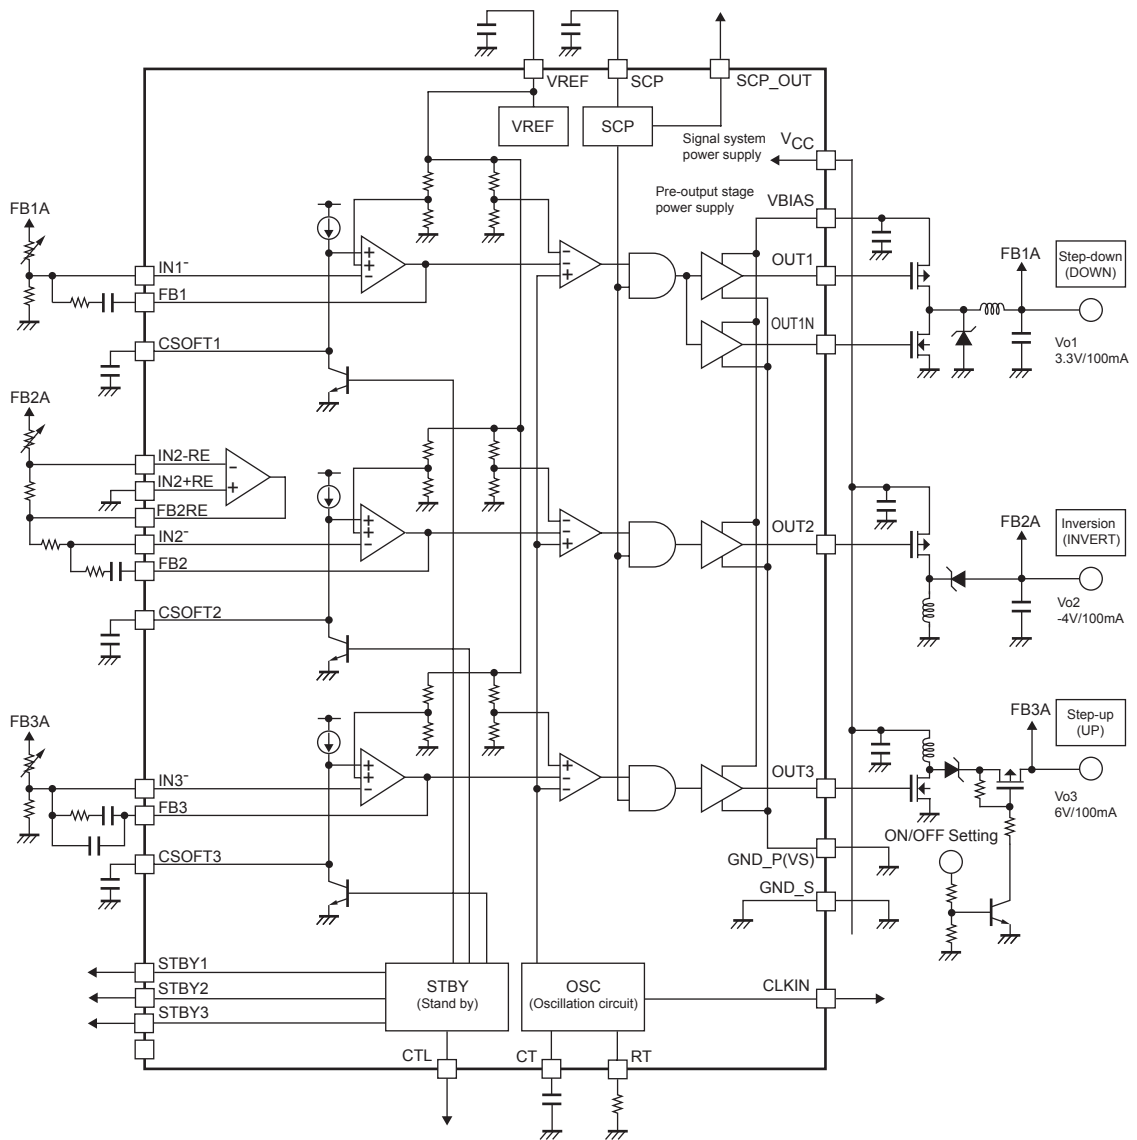 VREF
SCP
SCP_OUT
VREF
SCP
Signal system
power supply
VCC
Pre-output stage
power supply
VBIAS
FB1A
IN1-
FB1
CSOFT1
OUT1
OUT1N
FB1A
Step-down
(DOWN)
Vo1
3.3V/100mA
FB2A
IN2-RE
IN2+RE
FB2RE
IN2-
FB2
CSOFT2
OUT2
FB2A
Inversion
(INVERT)
Vo2
-4V/100mA
FB3A
IN3-
FB3
CSOFT3
OUT3
FB3A
Step-up
(UP)
Vo3
6V/100mA
ON/OFF Setting
GND_P(VS)
GND_S
STBY1
STBY2
STBY3
STBY
(Stand by)
OSC
(Oscillation circuit)
CLKIN
CTL
CT
RT